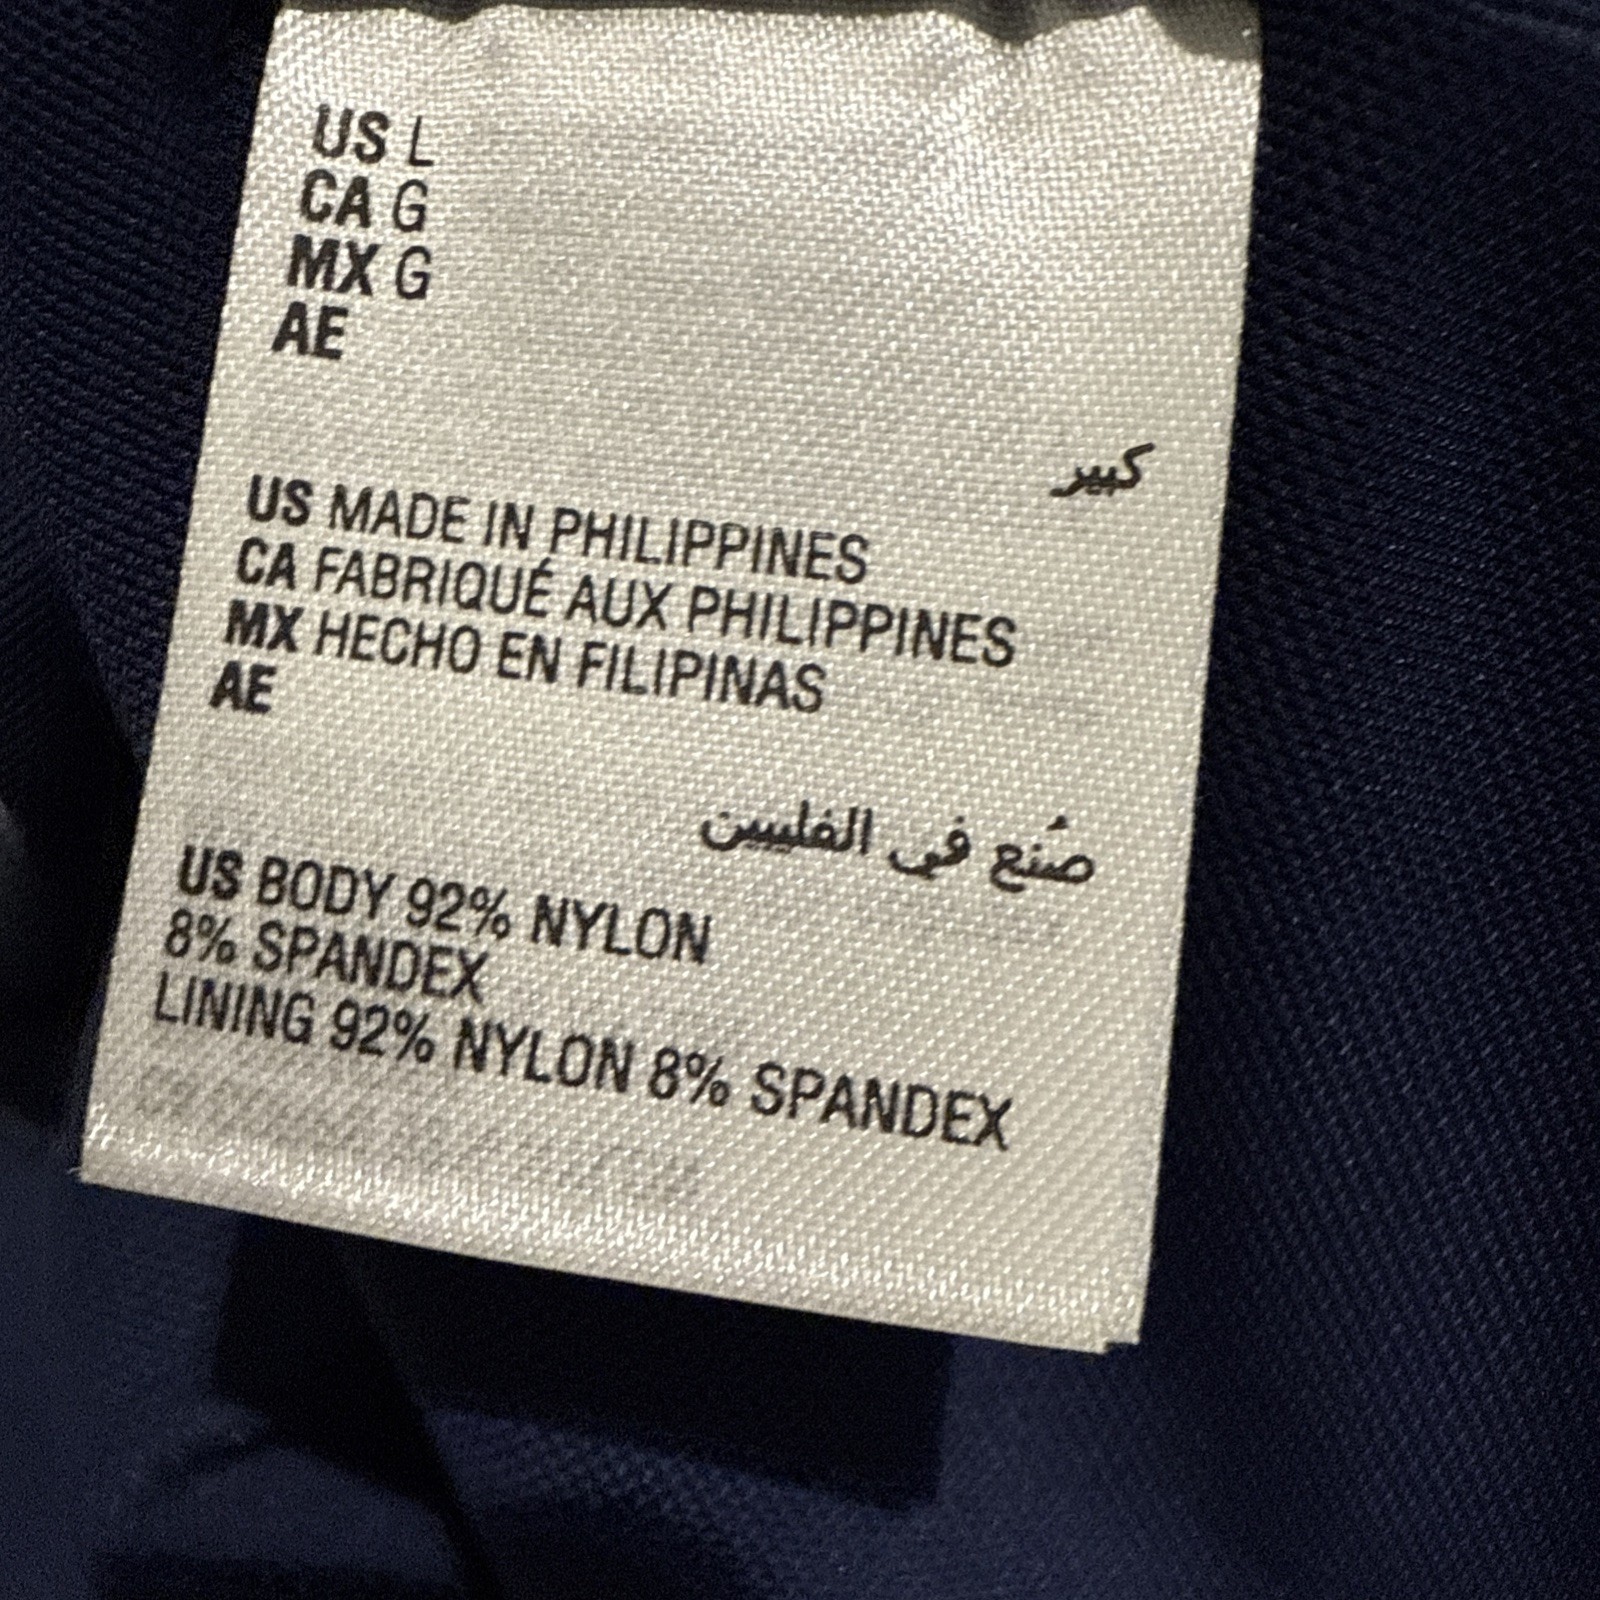 US L
CA G
MX G
AE
كبير
US MADE IN PHILIPPINES
CA FABRIQUÉ AUX PHILIPPINES
MX HECHO EN FILIPINAS
AE
صُنع في الفلبين
US BODY 92% NYLON
8% SPANDEX
LINING 92% NYLON 8% SPANDEX